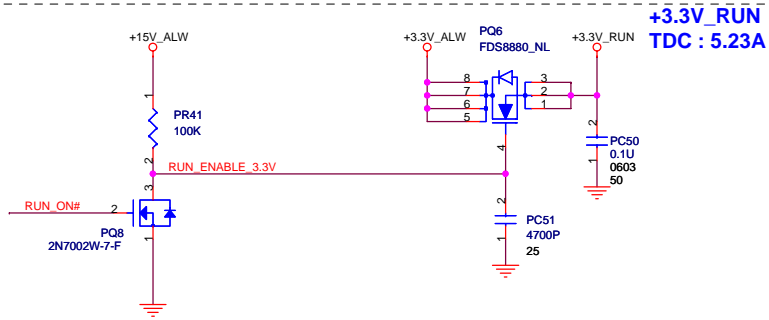 +3.3V_RUN
TDC : 5.23A
+15V_ALW
+3.3V_ALW
PQ6
FDS8880_NL
+3.3V_RUN
8
7
6
5
3
2
1
4
1
PR41
100K
2
RUN_ENABLE_3.3V
2
PC50
0.1U
0603
50
1
RUN_ON#
2
3
PQ8
2N7002W-7-F
1
2
PC51
4700P
25
1